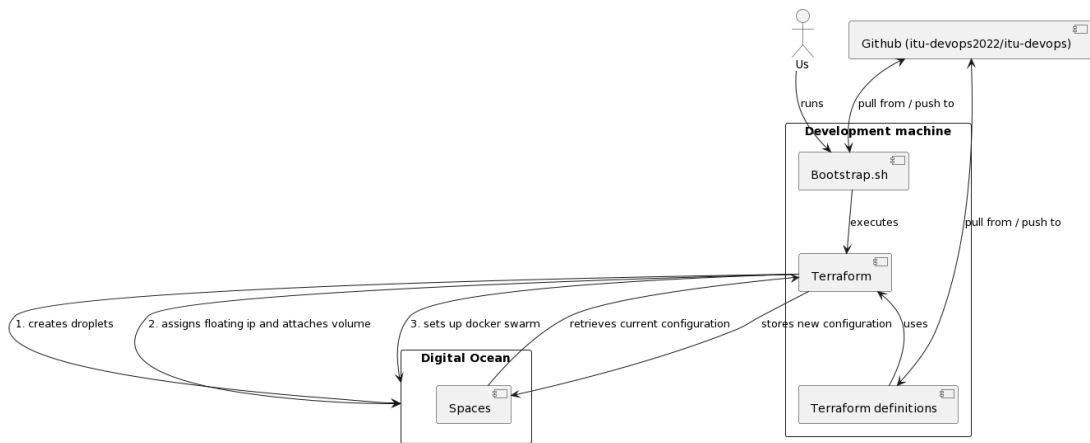 Github (itu-devops2022/itu-devops)
Us
runs
pull from / push to
Development machine
Bootstrap.sh
executes
pull from / push to
Terraform
1. creates droplets
2. assigns floating ip and attaches volume
3. sets up docker swarm
retrieves current configuration
stores new configuration
uses
Digital Ocean
Spaces
Terraform definitions